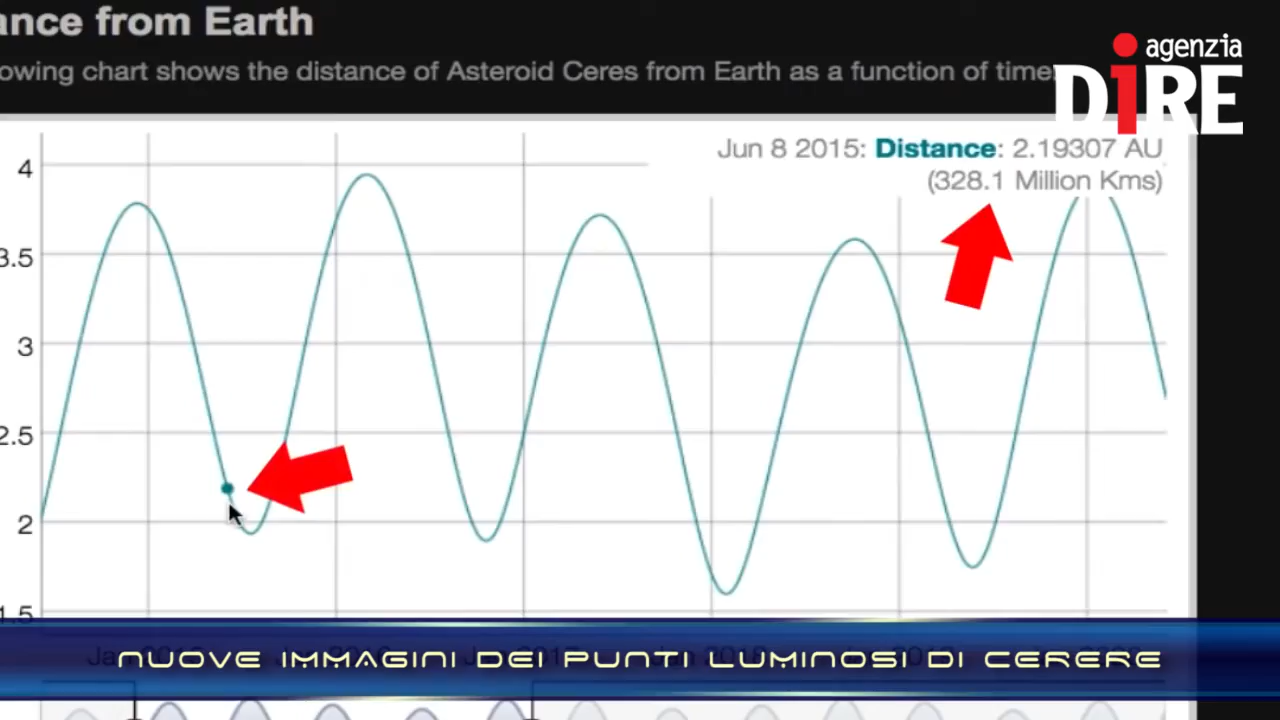 ance from Earth
owing chart shows the distance of Asteroid Ceres from Earth as a function of time
agenzia
DiRE
Jun 8 2015: Distance: 2.19307 AU
(328.1 Million Kms)
4
3.5
3
2.5
2
1.5
NUOVE IMMAGINI DEI PUNTI LUMINOSI DI CERERE